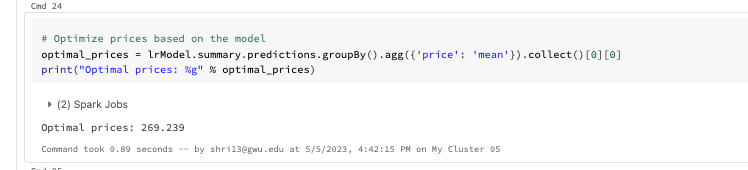 Cmd 24
# Optimize prices based on the model
optimal_prices = lrModel.summary.predictions.groupBy().agg({'price': 'mean'}).collect()[0][0]
print("Optimal prices: %g" % optimal_prices)
(2) Spark Jobs
Optimal prices: 269.239
Command took 0.89 seconds -- by shri13@gwu.edu at 5/5/2023, 4:42:15 PM on My Cluster 05